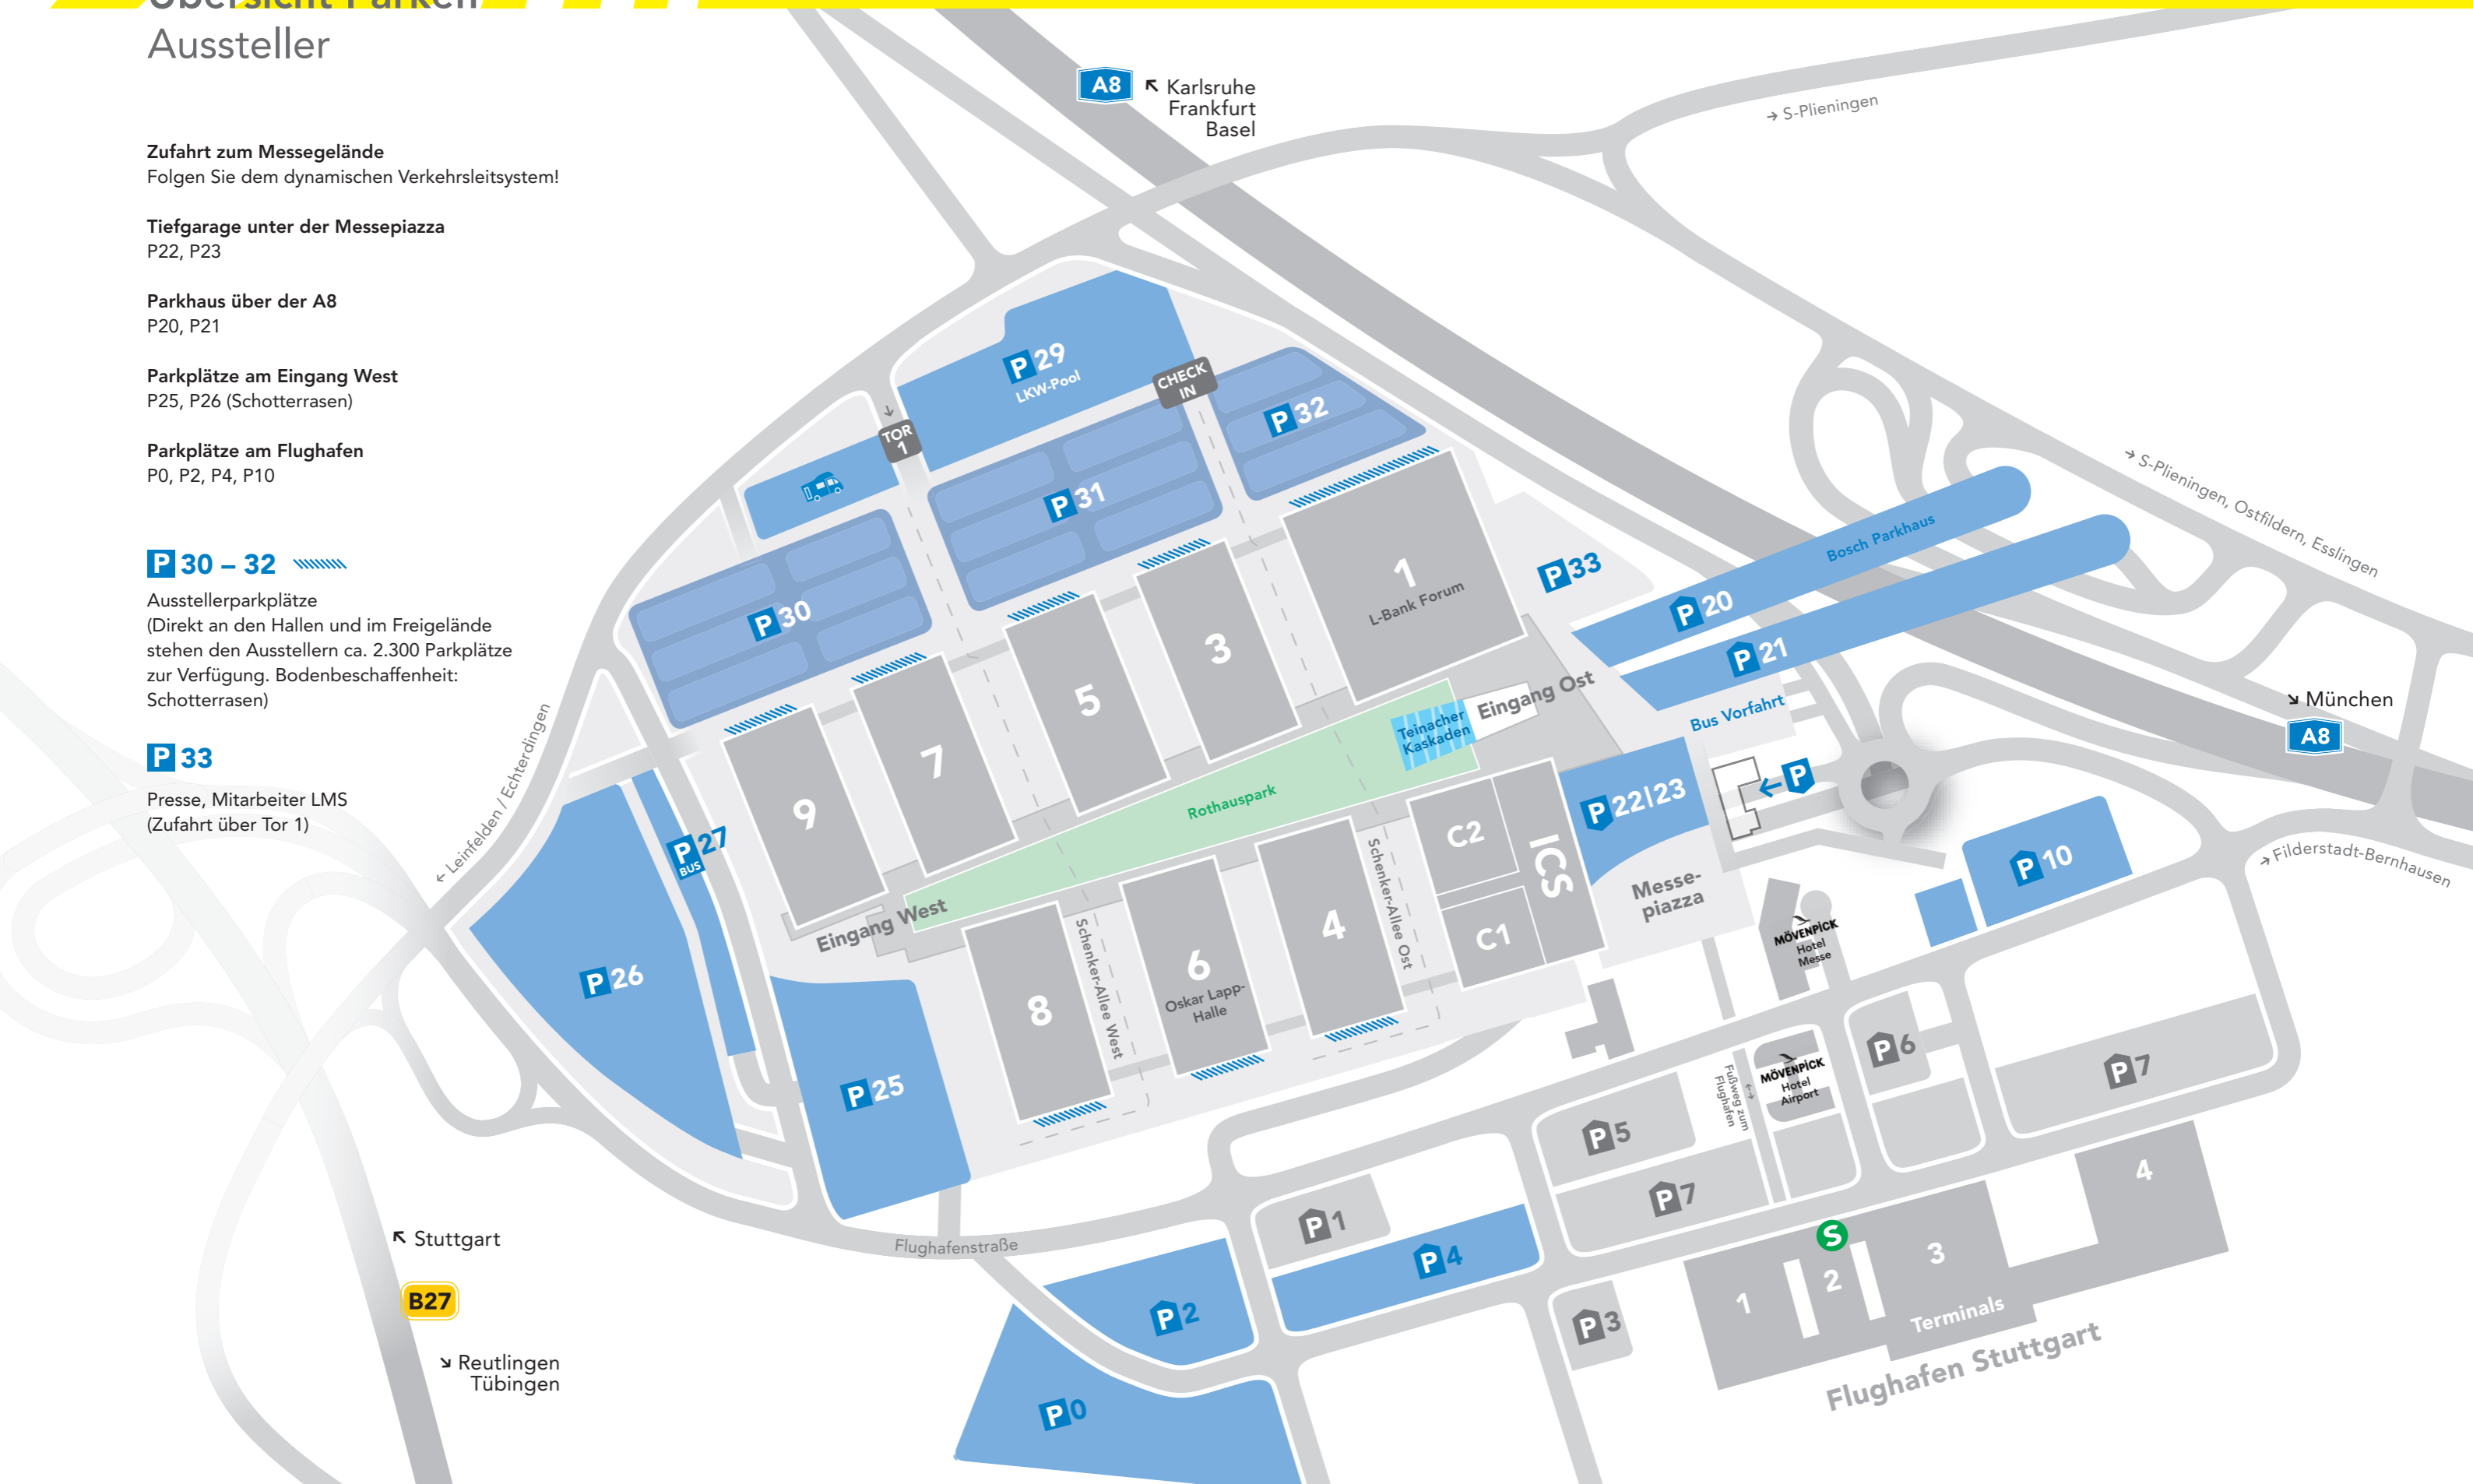 Übersicht Parken
Aussteller
Zufahrt zum Messegelände
Folgen Sie dem dynamischen Verkehrsleitsystem!
Tiefgarage unter der Messepiazza
P22, P23
Parkhaus über der A8
P20, P21
Parkplätze am Eingang West
P25, P26 (Schotterrasen)
Parkplätze am Flughafen
P0, P2, P4, P10
P 30 – 32
Ausstellerparkplätze
(Direkt an den Hallen und im Freigelände
stehen den Ausstellern ca. 2.300 Parkplätze
zur Verfügung. Bodenbeschaffenheit:
Schotterrasen)
P 33
Presse, Mitarbeiter LMS
(Zufahrt über Tor 1)
A8
↖ Karlsruhe
Frankfurt
Basel
→ S-Plieningen
→ S-Plieningen, Ostfildern, Esslingen
P 29
LKW-Pool
CHECK
IN
TOR
1
P 32
P 31
P 30
P 33
Bosch Parkhaus
P 20
P 21
Bus Vorfahrt
↘ München
A8
1
L-Bank Forum
3
5
7
9
Eingang Ost
Teinacher
Kaskaden
Rothauspark
Eingang West
← Leinfelden / Echterdingen
P 27
BUS
P 26
P 25
8
Schenker-Allee West
6
Oskar Lapp-
Halle
4
Schenker-Allee Ost
C2
C1
ICS
P 22|23
Messe-
piazza
← P
P 10
→ Filderstadt-Bernhausen
MÖVENPICK
Hotel
Messe
MÖVENPICK
Hotel
Airport
Fußweg zum
Flughafen
P 6
P 7
P 5
P 7
P 1
P 4
P 2
P 3
P 0
Flughafenstraße
S
1
2
3
4
Terminals
Flughafen Stuttgart
↖ Stuttgart
B27
↘ Reutlingen
Tübingen